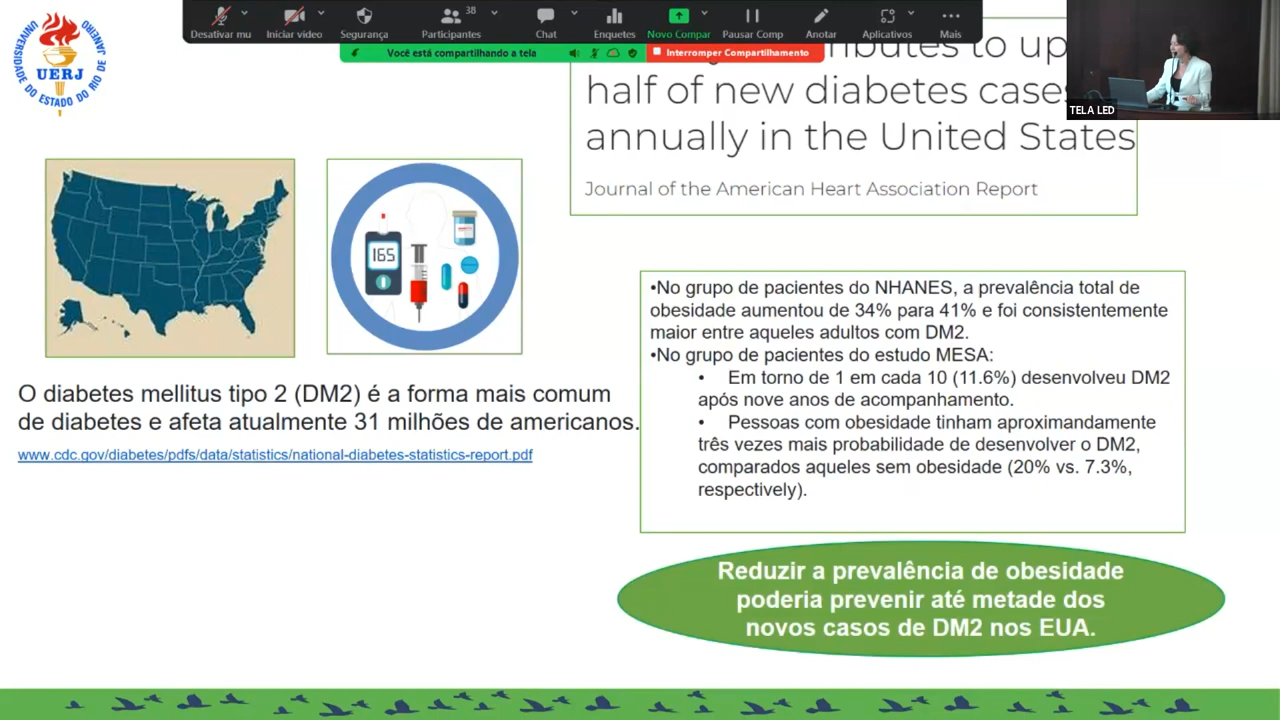 Desativar mu
Iniciar vídeo
Segurança
38
Participantes
Chat
Enquetes
Novo Compar
Pausar Comp
Anotar
Aplicativos
Mais
Você está compartilhando a tela
Interromper Compartilhamento
TELA LED
UNIVERSIDADE DO ESTADO DO RIO DE JANEIRO
UERJ
to up
half of new diabetes cases
annually in the United States
Journal of the American Heart Association Report
165
O diabetes mellitus tipo 2 (DM2) é a forma mais comum
de diabetes e afeta atualmente 31 milhões de americanos.
www.cdc.gov/diabetes/pdfs/data/statistics/national-diabetes-statistics-report.pdf
•No grupo de pacientes do NHANES, a prevalência total de
obesidade aumentou de 34% para 41% e foi consistentemente
maior entre aqueles adultos com DM2.
•No grupo de pacientes do estudo MESA:
• Em torno de 1 em cada 10 (11.6%) desenvolveu DM2
após nove anos de acompanhamento.
• Pessoas com obesidade tinham aproximandamente
três vezes mais probabilidade de desenvolver o DM2,
comparados aqueles sem obesidade (20% vs. 7.3%,
respectively).
Reduzir a prevalência de obesidade
poderia prevenir até metade dos
novos casos de DM2 nos EUA.